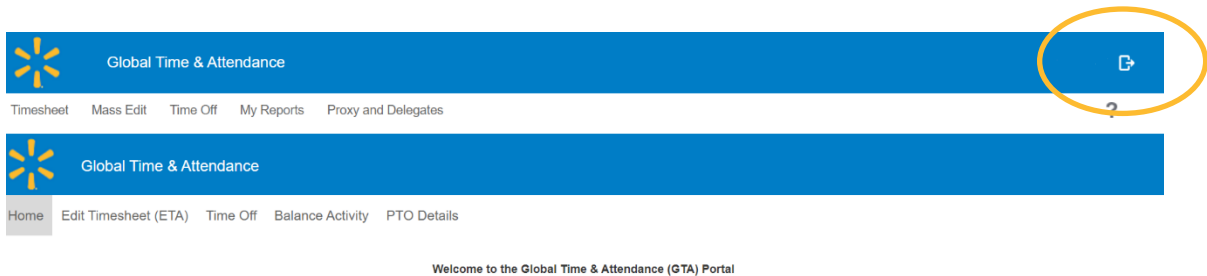 Global Time & Attendance
Timesheet Mass Edit Time Off My Reports Proxy and Delegates ?
Global Time & Attendance
Home Edit Timesheet (ETA) Time Off Balance Activity PTO Details
Welcome to the Global Time & Attendance (GTA) Portal